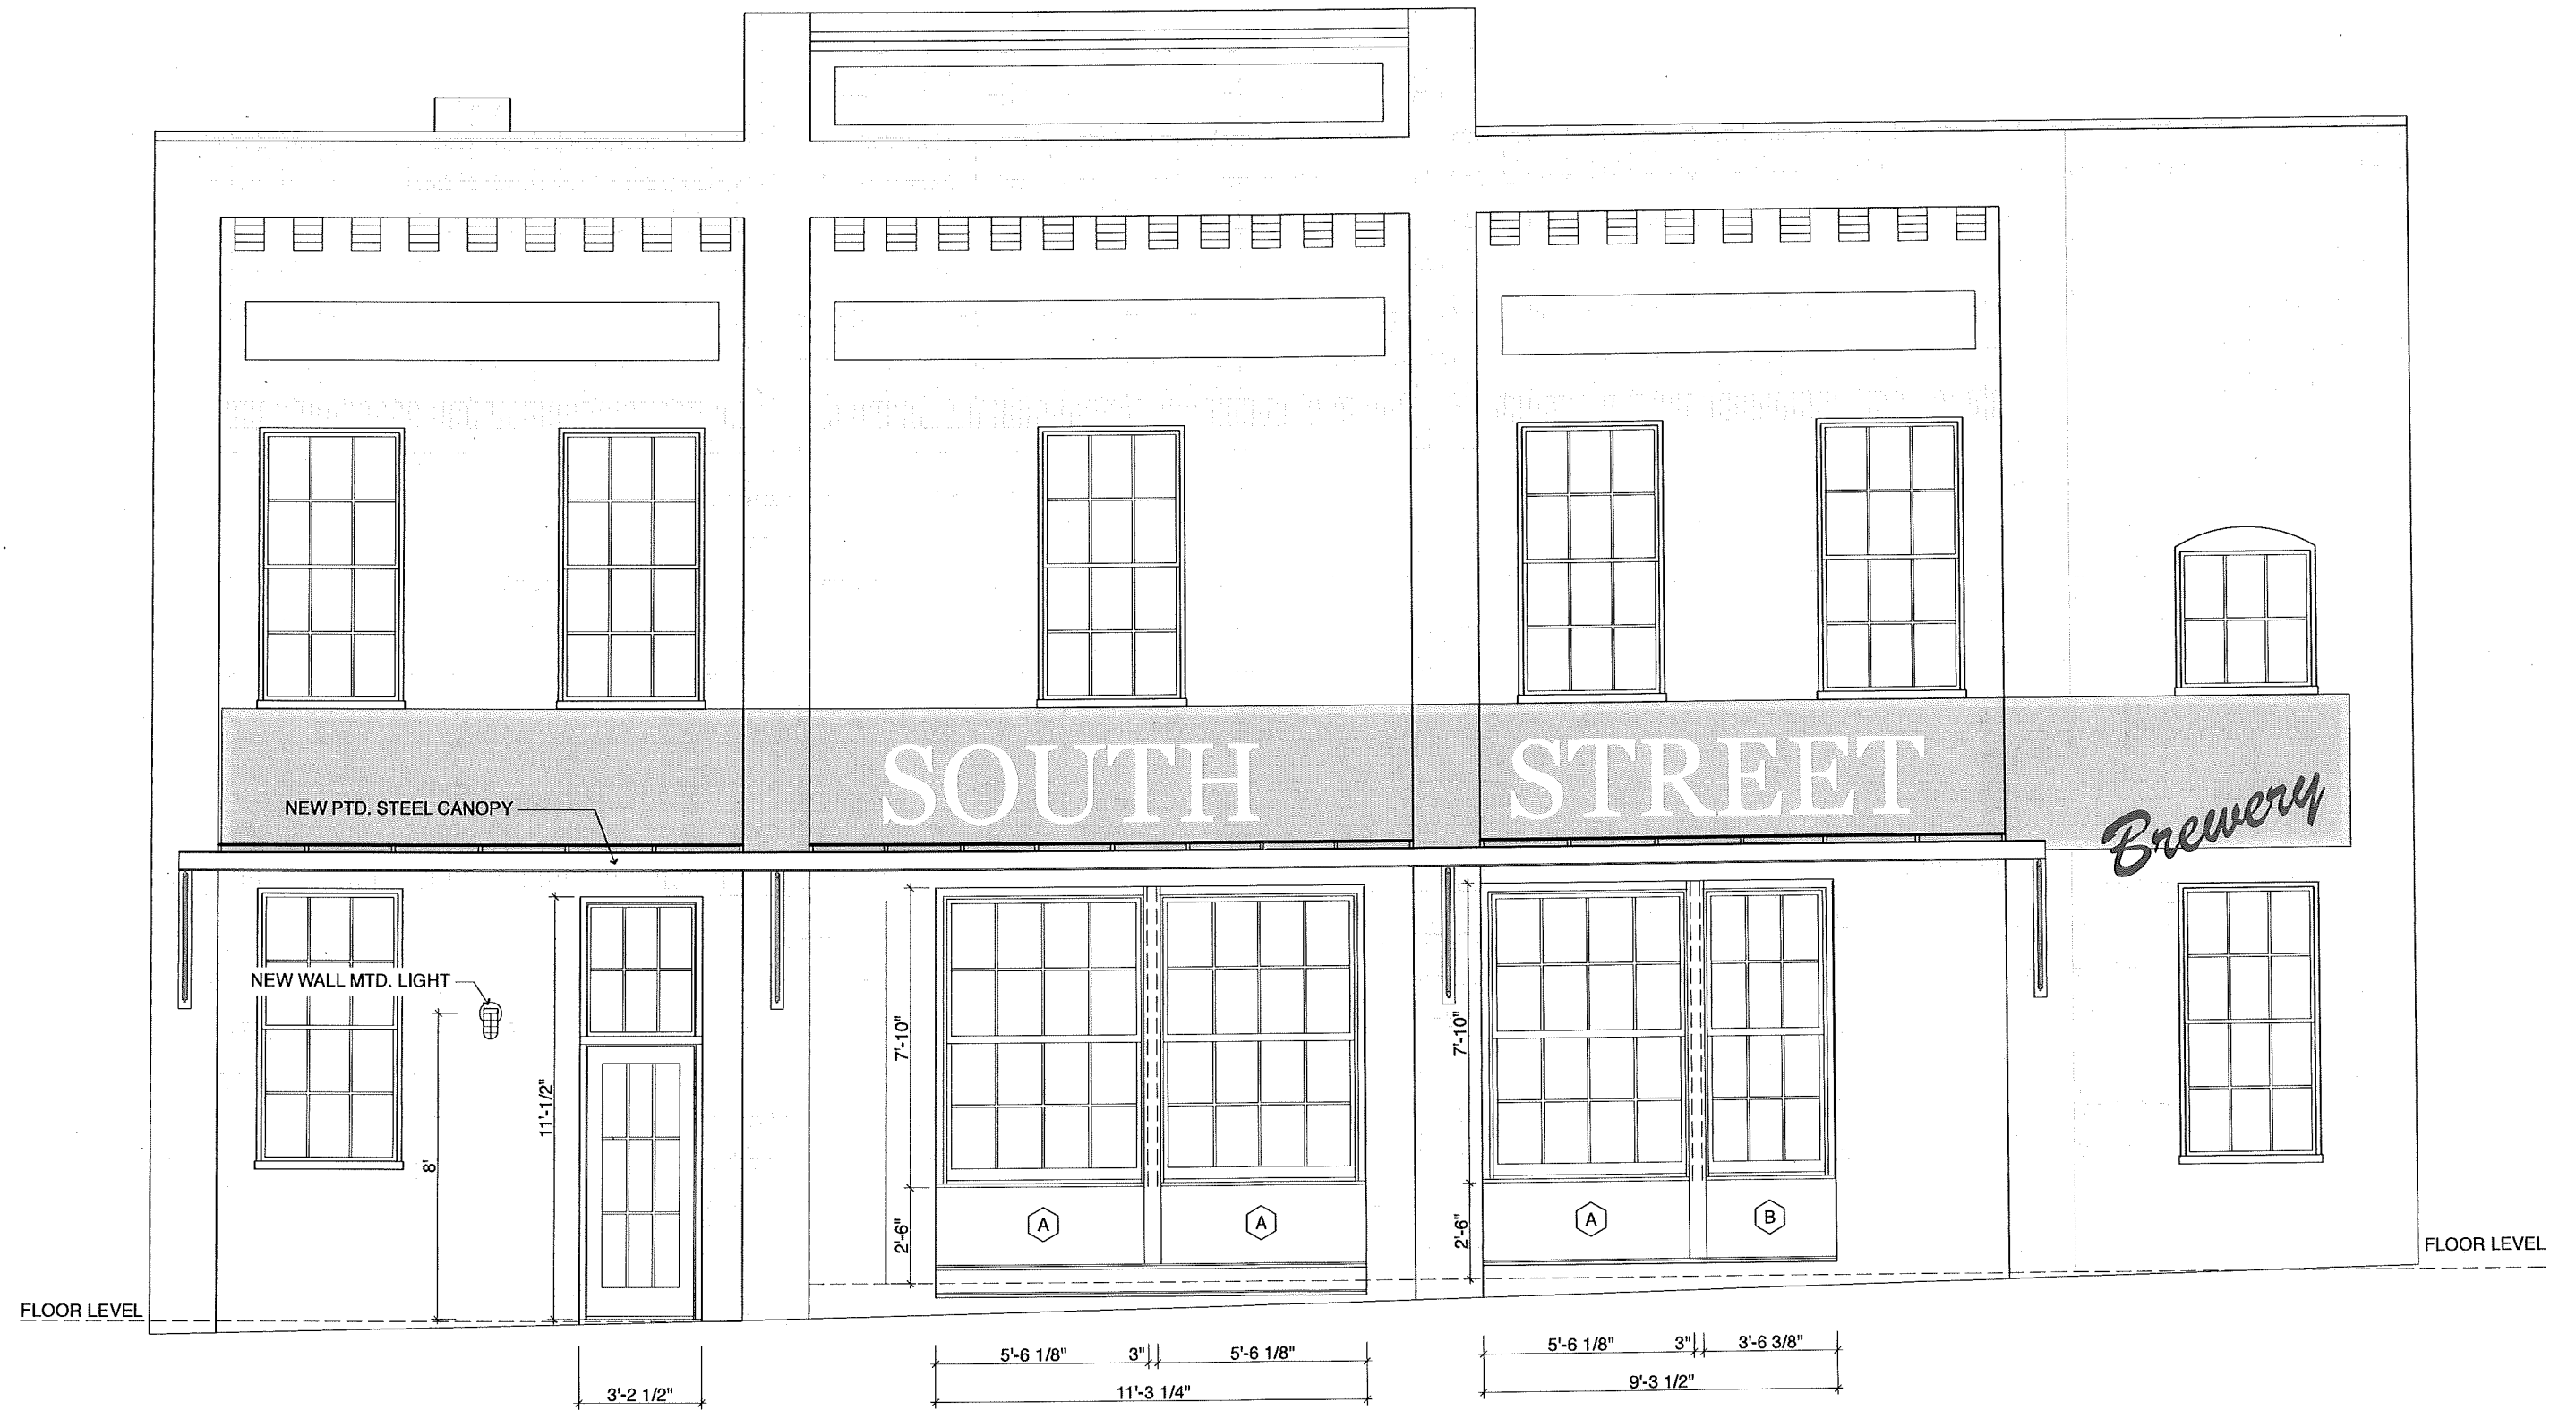 SOUTH STREET
Brewery
NEW PTD. STEEL CANOPY
NEW WALL MTD. LIGHT
8'
11'-1/2"
7'-10"
2'-6"
7'-10"
2'-6"
A
A
A
B
FLOOR LEVEL
FLOOR LEVEL
3'-2 1/2"
5'-6 1/8" 3" 5'-6 1/8"
11'-3 1/4"
5'-6 1/8" 3" 3'-6 3/8"
9'-3 1/2"